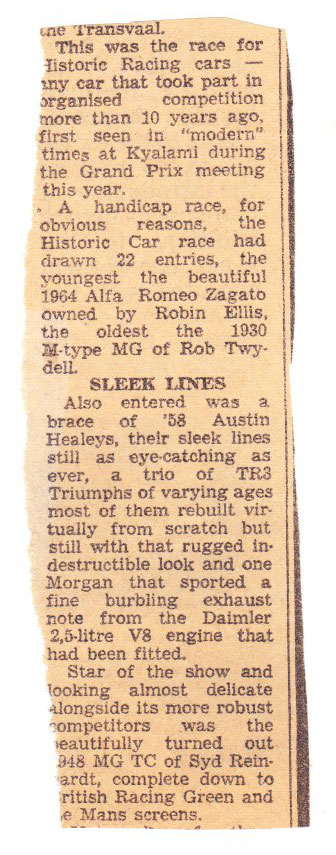 the Transvaal.
This was the race for
Historic Racing cars —
any car that took part in
organised competition
more than 10 years ago,
first seen in "modern"
times at Kyalami during
the Grand Prix meeting
this year.
A handicap race, for
obvious reasons, the
Historic Car race had
drawn 22 entries, the
youngest the beautiful
1964 Alfa Romeo Zagato
owned by Robin Ellis,
the oldest the 1930
M-type MG of Rob Twy-
dell.
SLEEK LINES
Also entered was a
brace of '58 Austin
Healeys, their sleek lines
still as eye-catching as
ever, a trio of TR3
Triumphs of varying ages
most of them rebuilt vir-
tually from scratch but
still with that rugged in-
destructible look and one
Morgan that sported a
fine burbling exhaust
note from the Daimler
2,5-litre V8 engine that
had been fitted.
Star of the show and
looking almost delicate
alongside its more robust
competitors was the
beautifully turned out
1948 MG TC of Syd Rein-
hardt, complete down to
British Racing Green and
Le Mans screens.